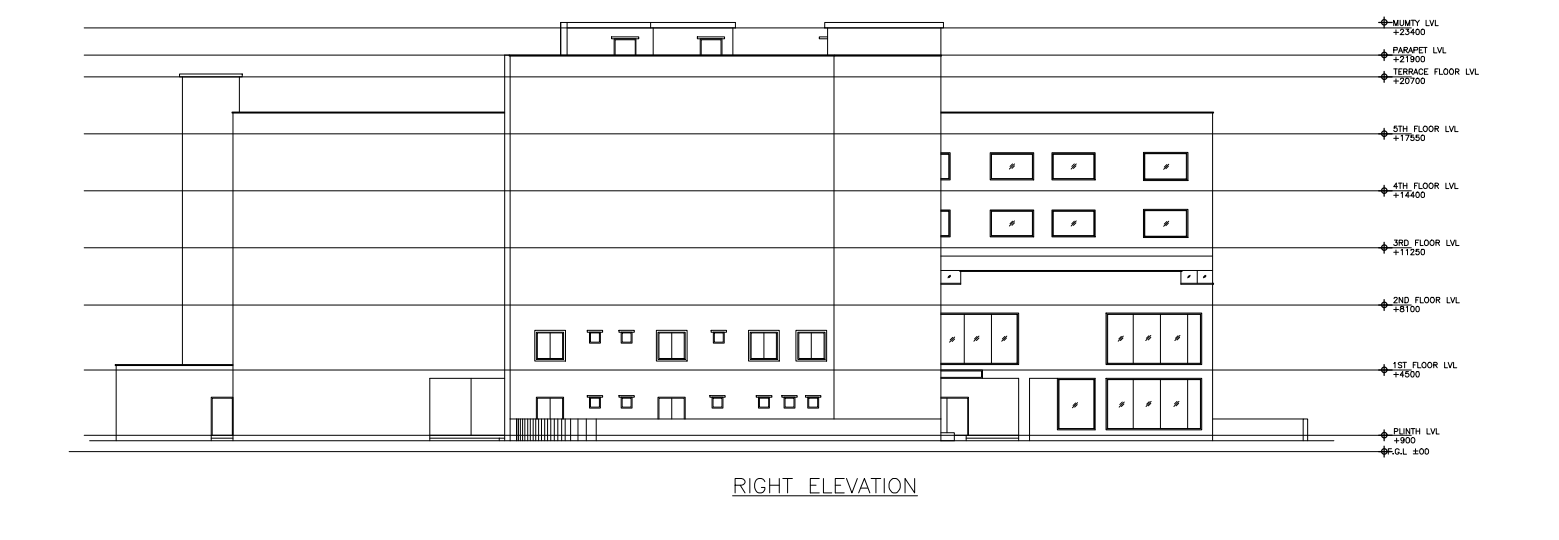 MUMTY LVL
+23400
PARAPET LVL
+21900
TERRACE FLOOR LVL
+20700
5TH FLOOR LVL
+17550
4TH FLOOR LVL
+14400
3RD FLOOR LVL
+11250
2ND FLOOR LVL
+8100
1ST FLOOR LVL
+4500
PLINTH LVL
+900
F.G.L ±00
RIGHT ELEVATION